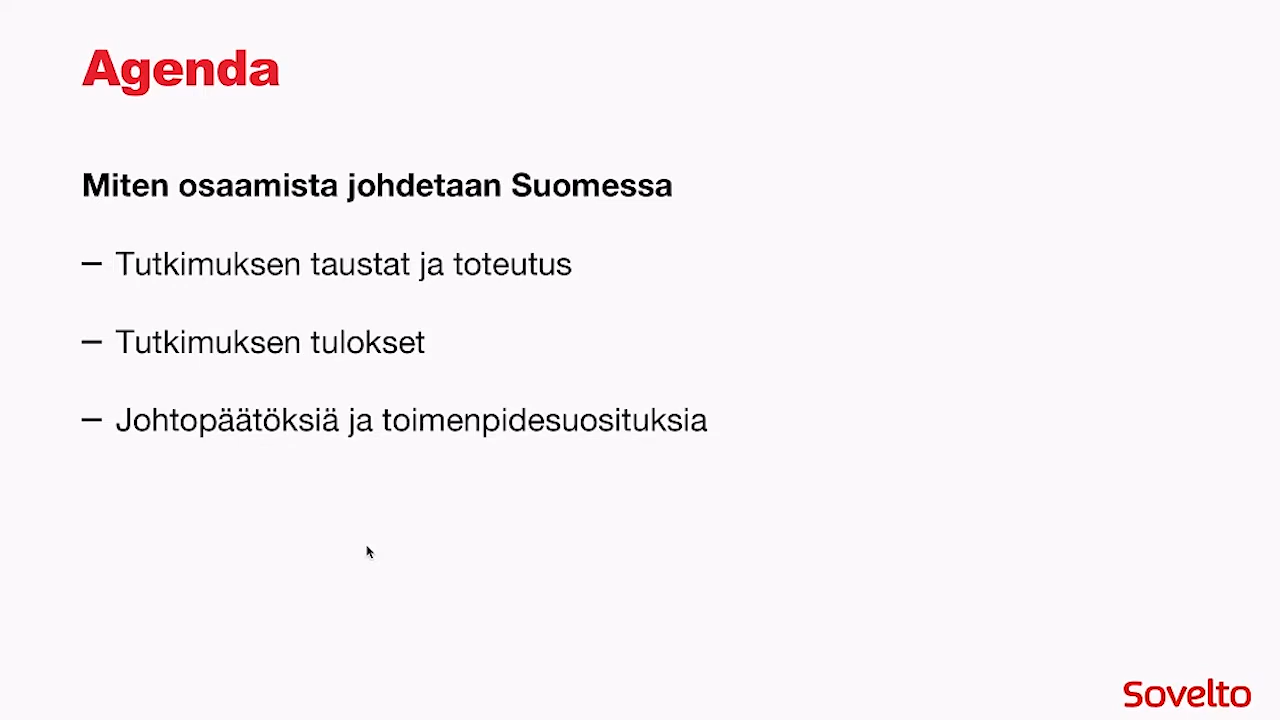 Agenda
Miten osaamista johdetaan Suomessa
– Tutkimuksen taustat ja toteutus
– Tutkimuksen tulokset
– Johtopäätöksiä ja toimenpidesuosituksia
Sovelto